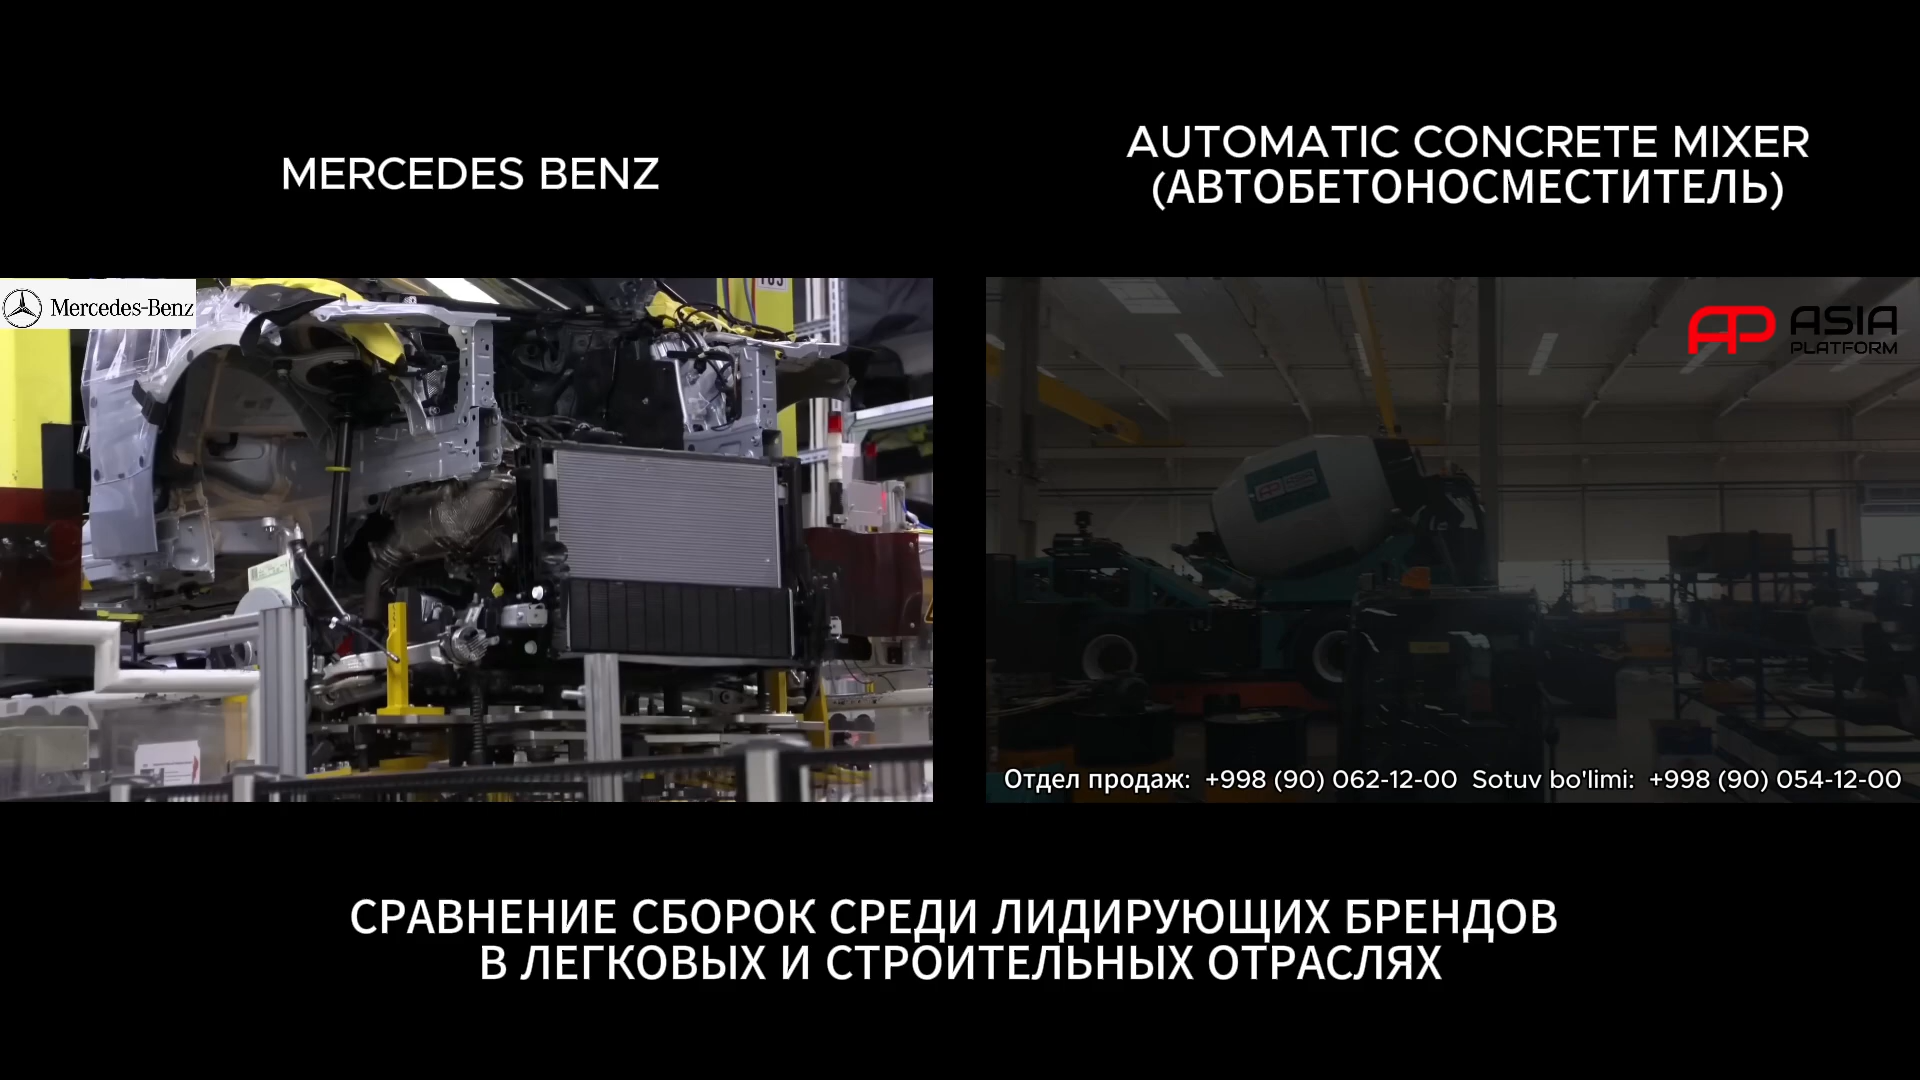 MERCEDES BENZ
AUTOMATIC CONCRETE MIXER
(АВТОБЕТОНОСМЕСТИТЕЛЬ)
Mercedes-Benz
AP ASIA
PLATFORM
Отдел продаж: +998 (90) 062-12-00 Sotuv bo'limi: +998 (90) 054-12-00
СРАВНЕНИЕ СБОРОК СРЕДИ ЛИДИРУЮЩИХ БРЕНДОВ
В ЛЕГКОВЫХ И СТРОИТЕЛЬНЫХ ОТРАСЛЯХ